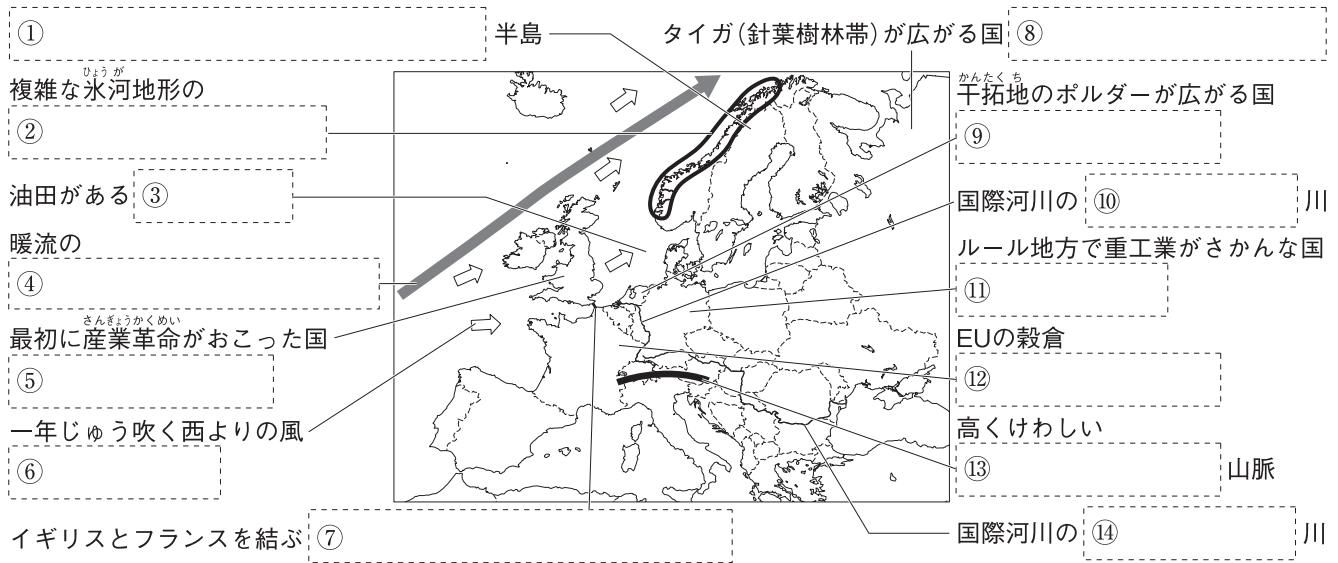 ① 半島
複雑な氷河地形の
ひょうが
②
油田がある ③
暖流の
④
最初に産業革命がおこった国
さんぎょうかくめい
⑤
一年じゅう吹く西よりの風
⑥
イギリスとフランスを結ぶ ⑦
タイガ(針葉樹林帯)が広がる国 ⑧
干拓地のポルダーが広がる国
かんたくち
⑨
国際河川の ⑩ 川
ルール地方で重工業がさかんな国
⑪
EUの穀倉
⑫
高くけわしい
⑬ 山脈
国際河川の ⑭ 川